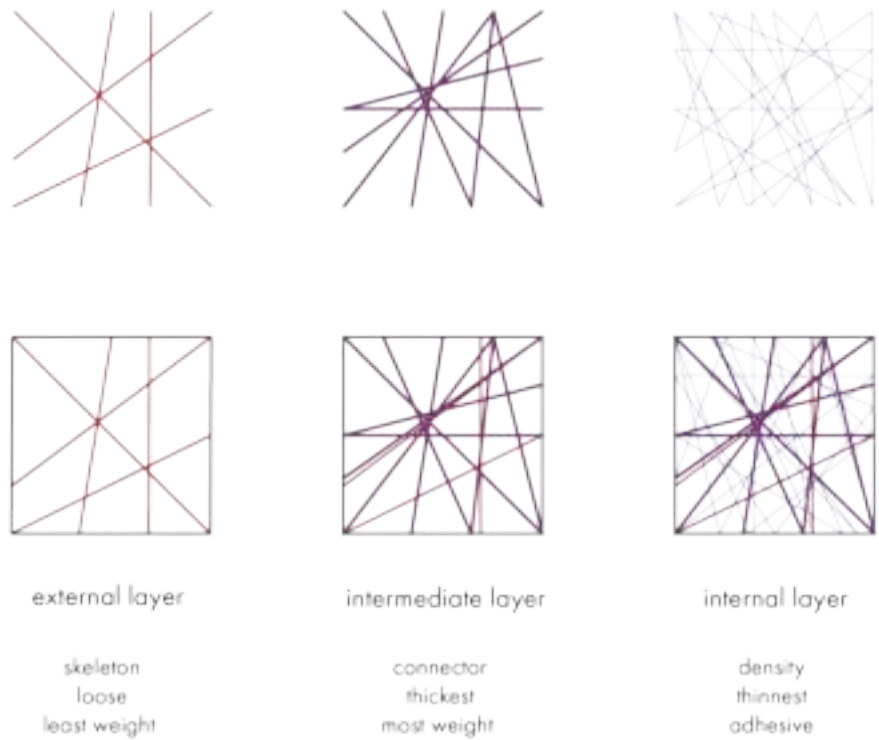 external layer
intermediate layer
internal layer
skeleton
connector
density
loose
thickest
thinnest
least weight
most weight
adhesive